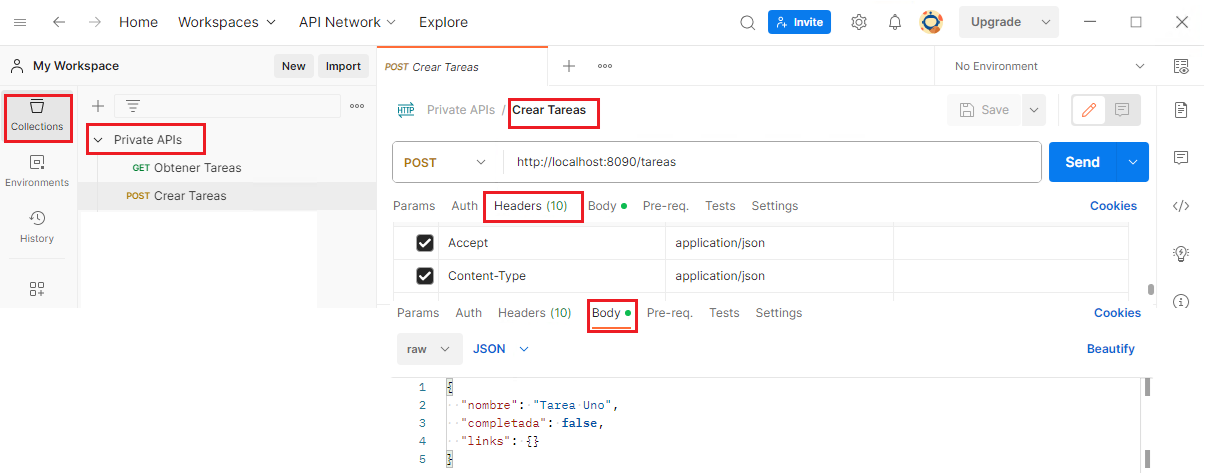 Home Workspaces API Network Explore Invite Upgrade
My Workspace New Import POST Crear Tareas No Environment
Collections
Private APIs
GET Obtener Tareas
POST Crear Tareas
Environments
History
HTTP Private APIs / Crear Tareas Save
POST http://localhost:8090/tareas Send
Params Auth Headers (10) Body Pre-req. Tests Settings Cookies
Accept application/json
Content-Type application/json
Params Auth Headers (10) Body Pre-req. Tests Settings Cookies
raw JSON Beautify
1 {
2 "nombre": "Tarea Uno",
3 "completada": false,
4 "links": {}
5 }